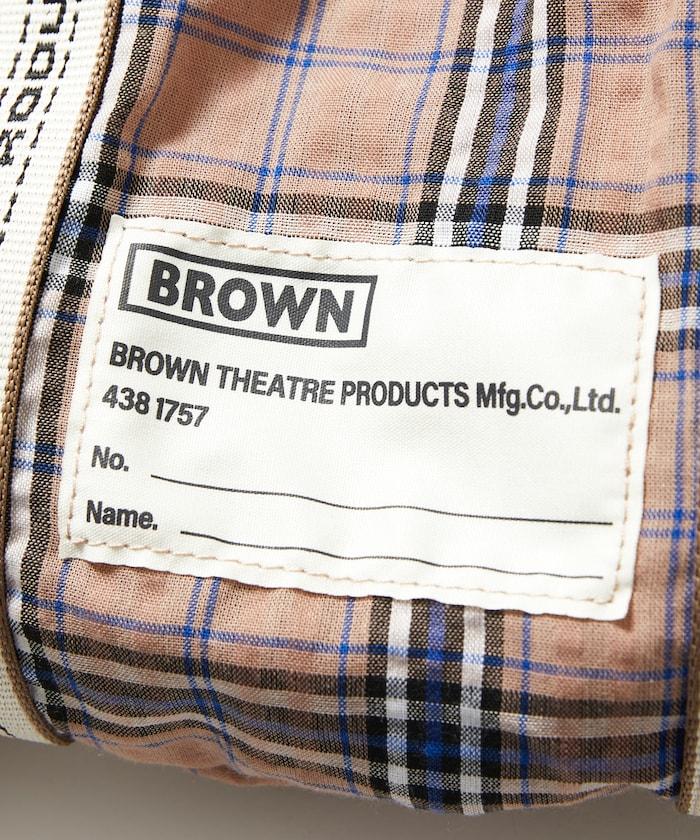 BROWN
BROWN THEATRE PRODUCTS Mfg.Co.,Ltd.
438 1757
No.
Name.